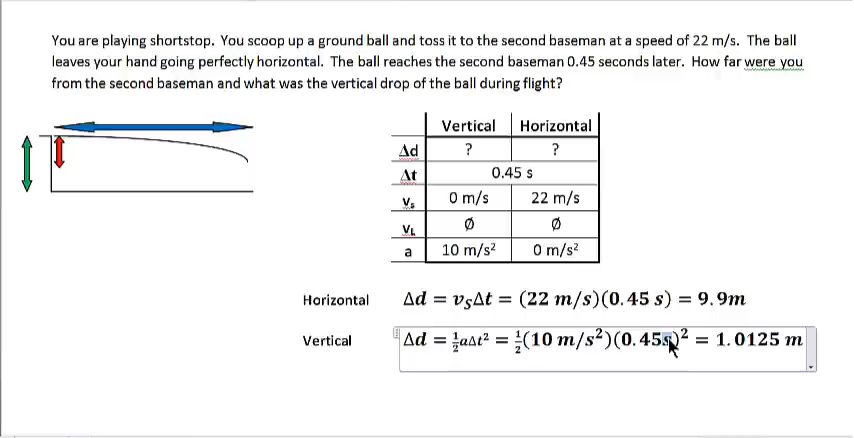 You are playing shortstop.  You scoop up a ground ball and toss it to the second baseman at a speed of 22 m/s.  The ball
leaves your hand going perfectly horizontal.  The ball reaches the second baseman 0.45 seconds later.  How far were you
from the second baseman and what was the vertical drop of the ball during flight?
Vertical Horizontal
Δd ? ?
Δt 0.45 s
vₛ 0 m/s 22 m/s
v_L Ø Ø
a 10 m/s² 0 m/s²
Horizontal Δd = v_SΔt = (22 m/s)(0.45 s) = 9.9m
Vertical Δd = ½aΔt² = ½(10 m/s²)(0.45s)² = 1.0125 m